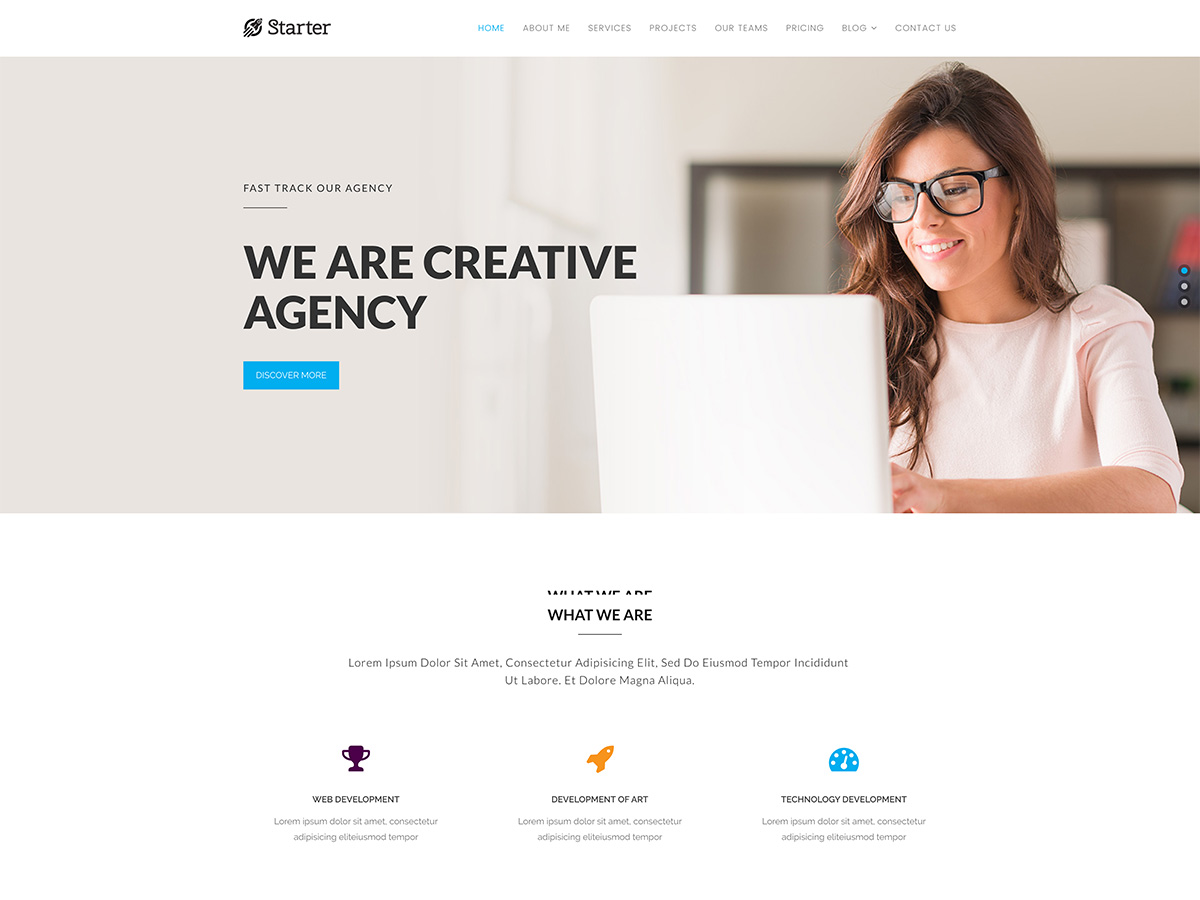 Starter
HOME ABOUT ME SERVICES PROJECTS OUR TEAMS PRICING BLOG CONTACT US
FAST TRACK OUR AGENCY
WE ARE CREATIVE
AGENCY
DISCOVER MORE
WHAT WE ARE
WHAT WE ARE
Lorem Ipsum Dolor Sit Amet, Consectetur Adipisicing Elit, Sed Do Eiusmod Tempor Incididunt
Ut Labore. Et Dolore Magna Aliqua.
WEB DEVELOPMENT
Lorem ipsum dolor sit amet, consectetur
adipisicing eliteiusmod tempor
DEVELOPMENT OF ART
Lorem ipsum dolor sit amet, consectetur
adipisicing eliteiusmod tempor
TECHNOLOGY DEVELOPMENT
Lorem ipsum dolor sit amet, consectetur
adipisicing eliteiusmod tempor